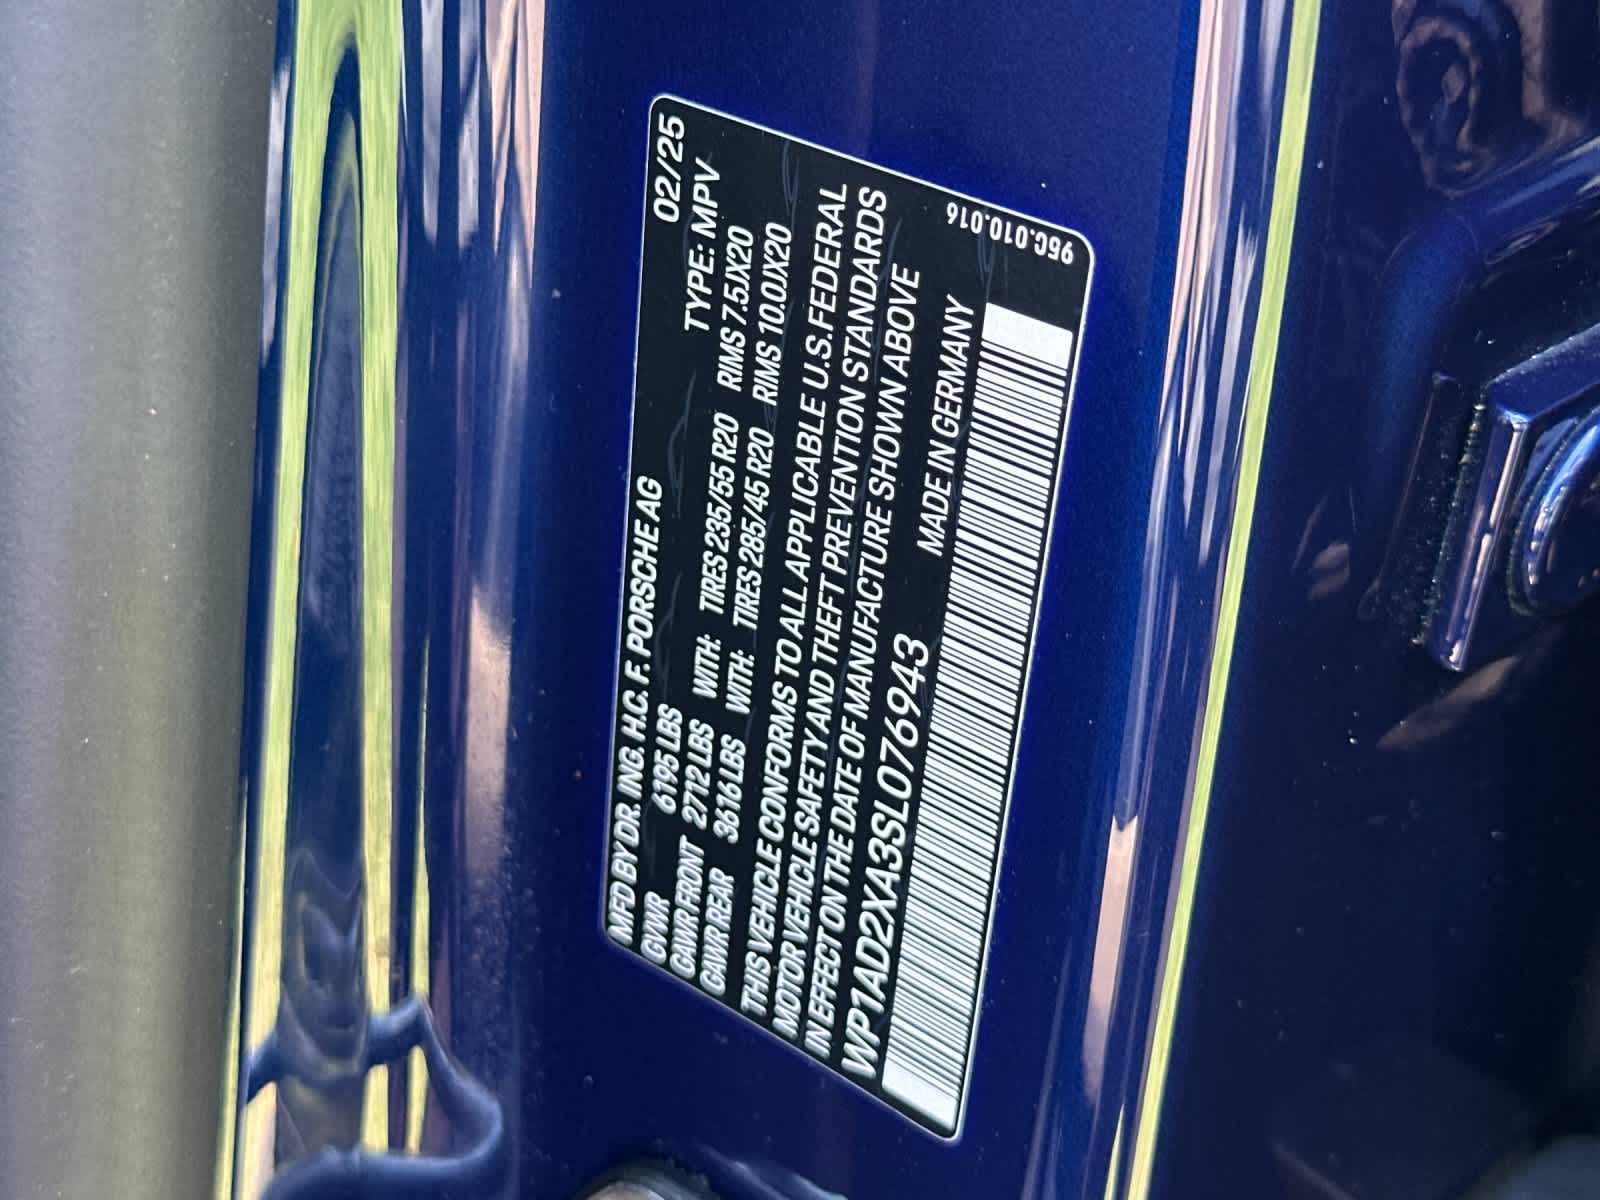 MFD BY DR. ING. H.C. F. PORSCHE AG 02/25
GVWR 6195 LBS TYPE: MPV
GAWR FRONT 2712 LBS WITH: TIRES 235/55 R20 RIMS 7.5JX20
GAWR REAR 3616 LBS WITH: TIRES 285/45 R20 RIMS 10.0JX20
THIS VEHICLE CONFORMS TO ALL APPLICABLE U.S. FEDERAL
MOTOR VEHICLE SAFETY AND THEFT PREVENTION STANDARDS
IN EFFECT ON THE DATE OF MANUFACTURE SHOWN ABOVE
WP1AD2XA3SL076943 MADE IN GERMANY
95C.010.016